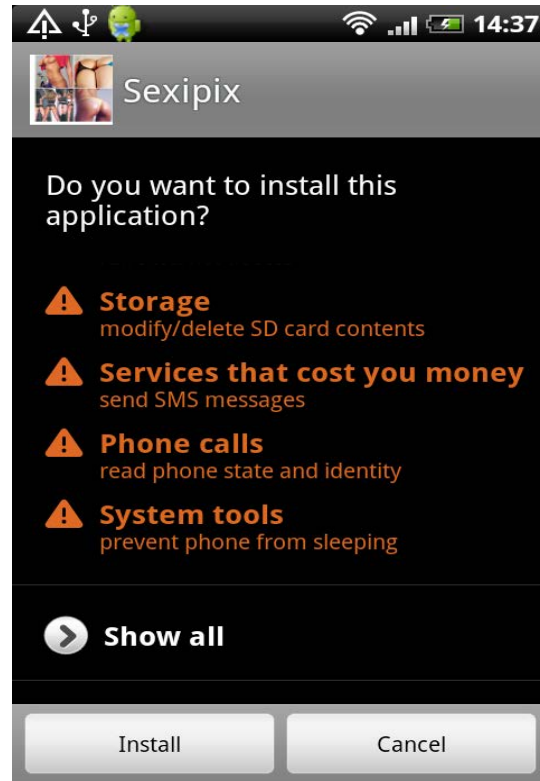 14:37
Sexipix
Do you want to install this
application?
Storage
modify/delete SD card contents
Services that cost you money
send SMS messages
Phone calls
read phone state and identity
System tools
prevent phone from sleeping
Show all
Install
Cancel